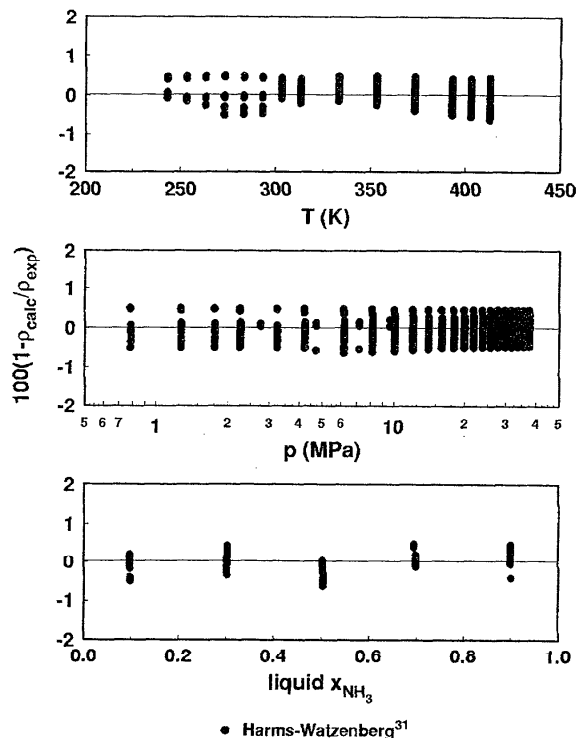 2
1
0
-1
-2
200 250 300 350 400 450
T (K)
100(1-ρcalc/ρexp)
2
1
0
-1
-2
5 6 7 1 2 3 4 5 6 10 2 3 4 5
p (MPa)
2
1
0
-1
-2
0.0 0.2 0.4 0.6 0.8 1.0
liquid xNH3
● Harms-Watzenberg31